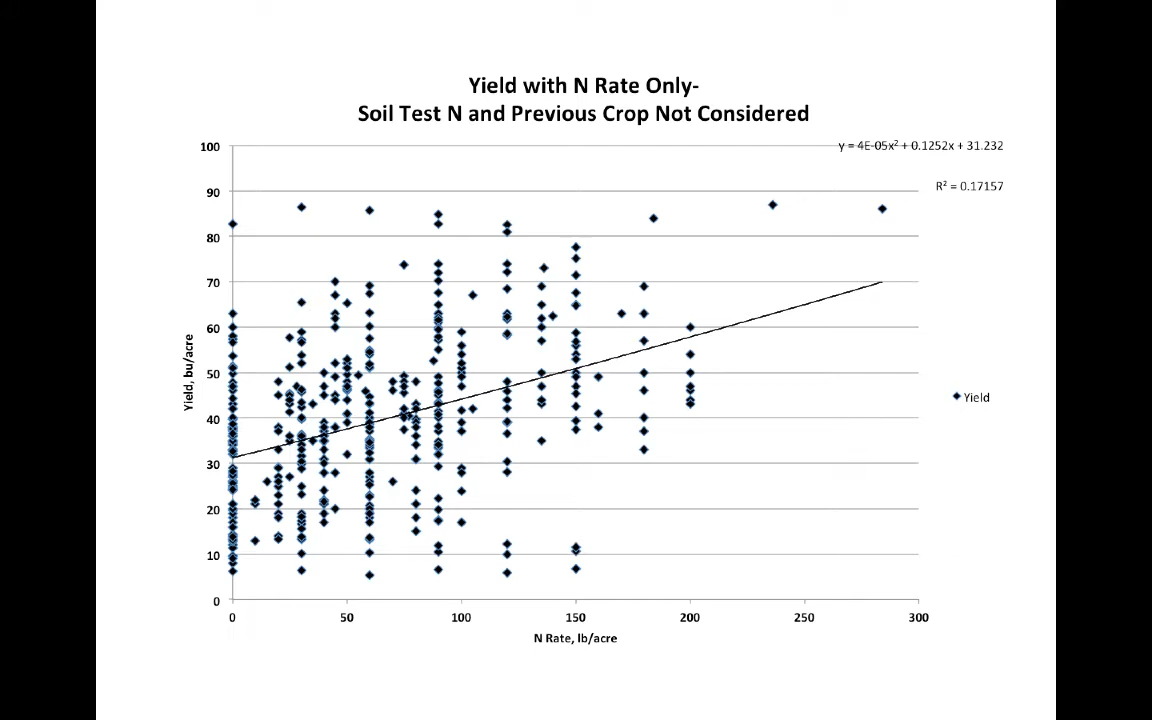 Yield with N Rate Only-
Soil Test N and Previous Crop Not Considered
y = 4E-05x² + 0.1252x + 31.232
R² = 0.17157
100
90
80
70
60
50
40
30
20
10
0
Yield, bu/acre
0 50 100 150 200 250 300
N Rate, lb/acre
Yield